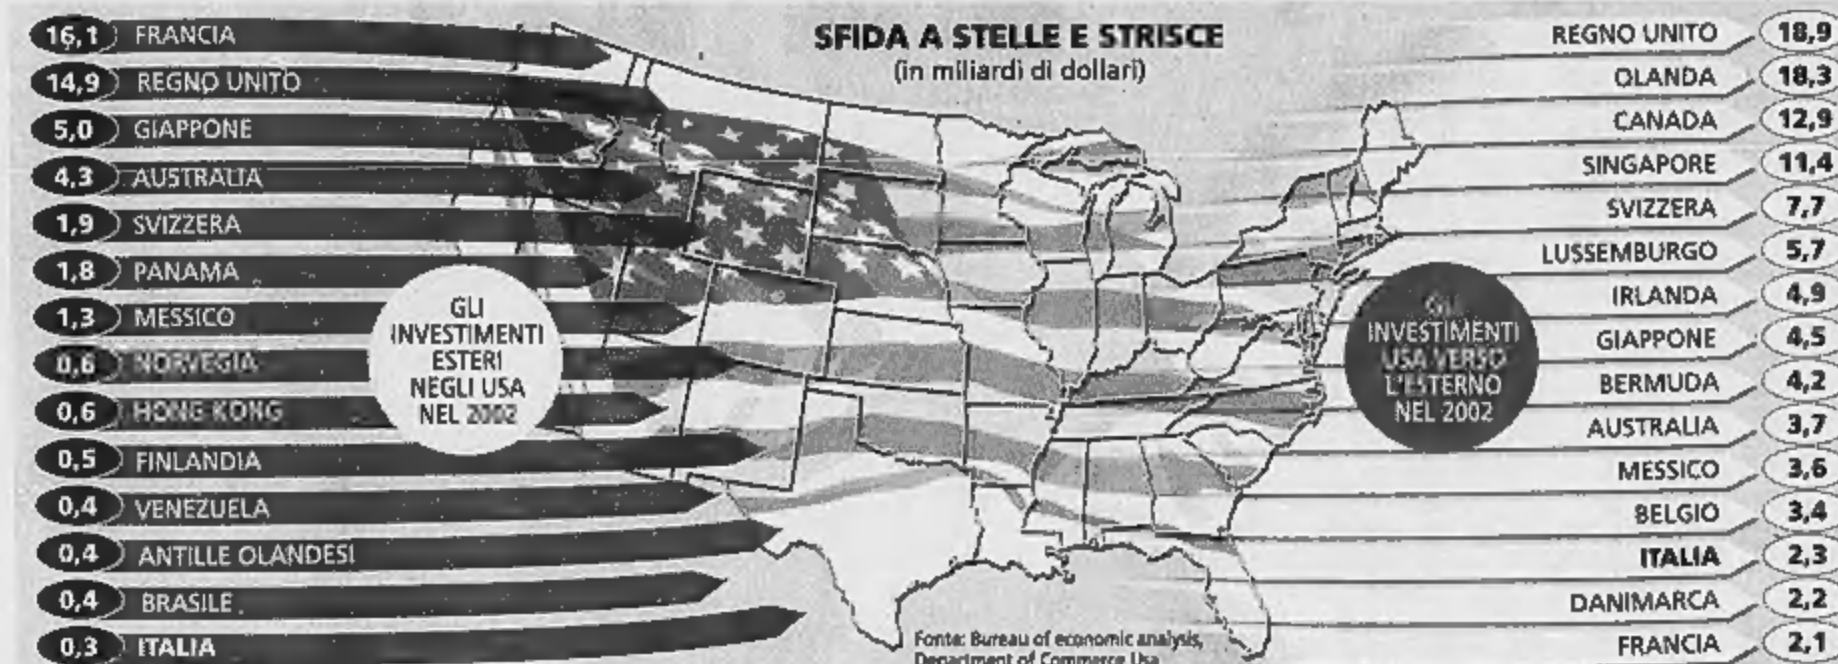 SFIDA A STELLE E STRISCE
(in miliardi di dollari)
16,1 FRANCIA
14,9 REGNO UNITO
5,0 GIAPPONE
4,3 AUSTRALIA
1,9 SVIZZERA
1,8 PANAMA
1,3 MESSICO
0,6 NORVEGIA
0,6 HONG KONG
0,5 FINLANDIA
0,4 VENEZUELA
0,4 ANTILLE OLANDESI
0,4 BRASILE
0,3 ITALIA
GLI
INVESTIMENTI
ESTERI
NEGLI USA
NEL 2002
REGNO UNITO 18,9
OLANDA 18,3
CANADA 12,9
SINGAPORE 11,4
SVIZZERA 7,7
LUSSEMBURGO 5,7
IRLANDA 4,9
GIAPPONE 4,5
BERMUDA 4,2
AUSTRALIA 3,7
MESSICO 3,6
BELGIO 3,4
ITALIA 2,3
DANIMARCA 2,2
FRANCIA 2,1
GLI
INVESTIMENTI
USA VERSO
L'ESTERNO
NEL 2002
Fonte: Bureau of economic analysis,
Department of Commerce Usa